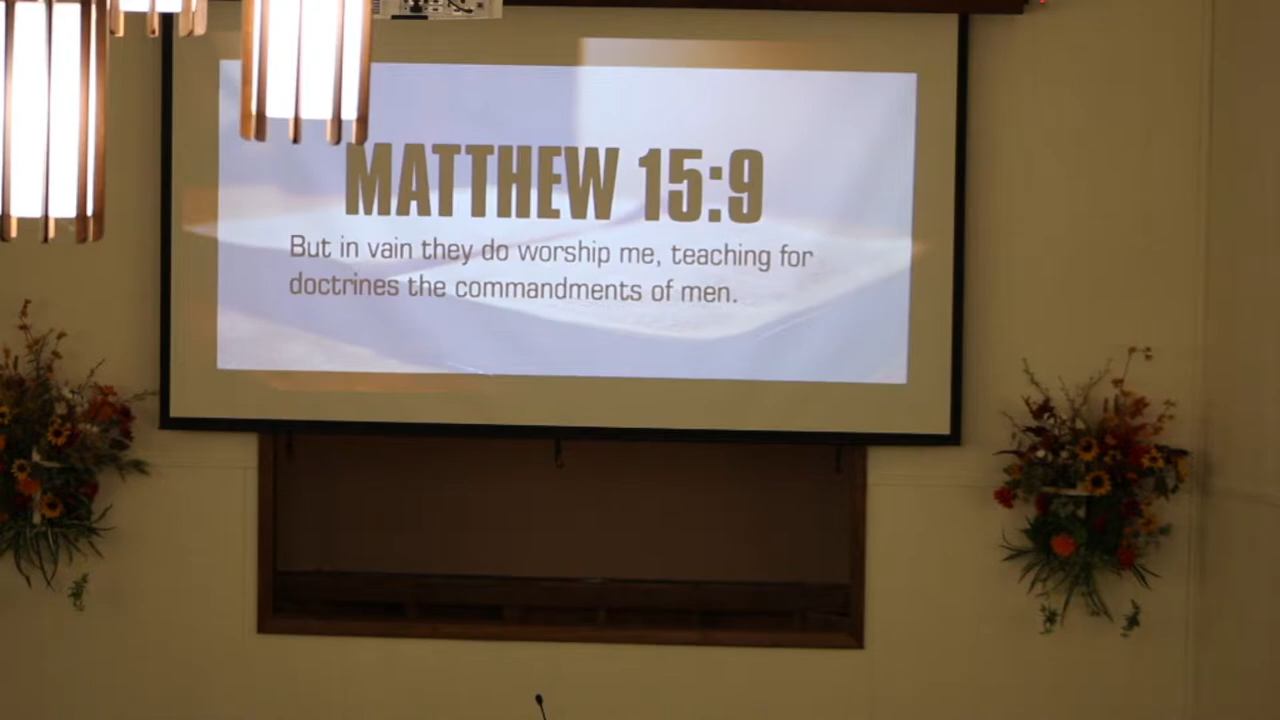 MATTHEW 15:9
But in vain they do worship me, teaching for
doctrines the commandments of men.